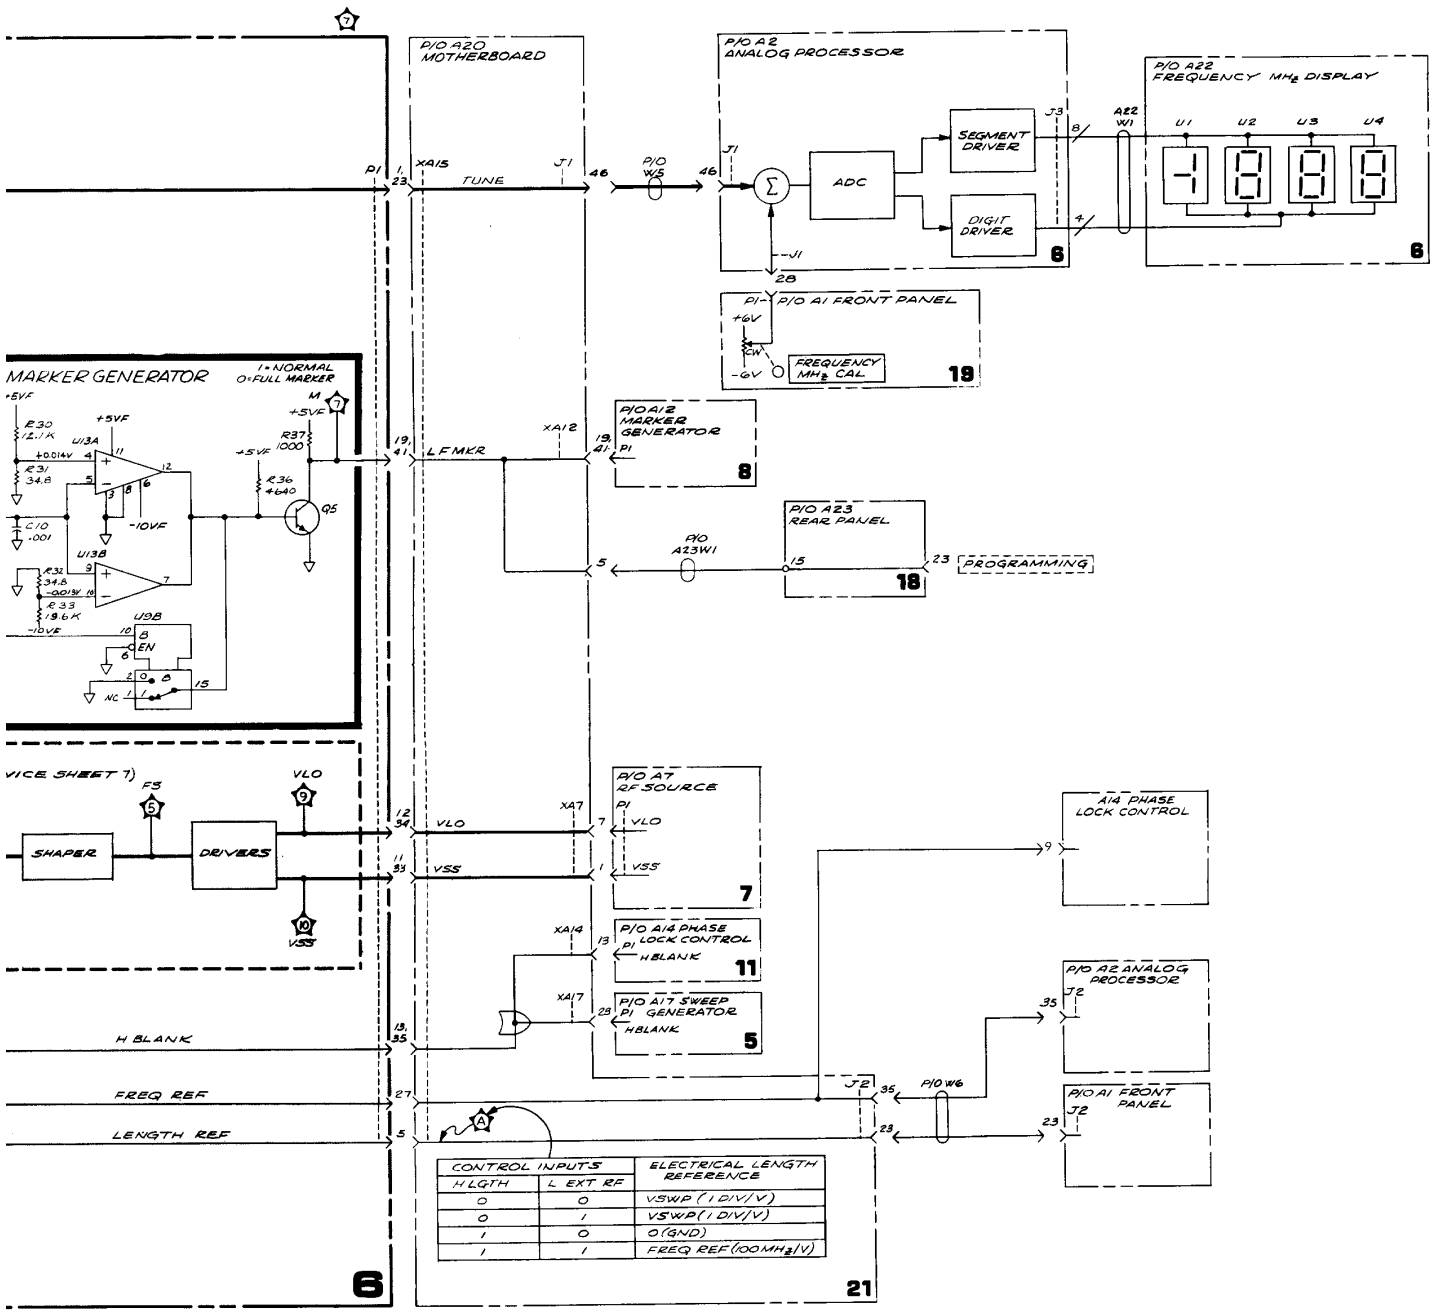 7
P/O A20
MOTHERBOARD
P/O A2
ANALOG PROCESSOR
P/O A22
FREQUENCY MHz DISPLAY
J3
8
A22
W1
U1
U2
U3
U4
SEGMENT
DRIVER
P1
1,
23
XA15
TUNE
J1
46
P/O
W5
46
J1
Σ
ADC
DIGIT
DRIVER
4
6
6
J1
28
P1
P/O A1 FRONT PANEL
+6V
CW
-6V
FREQUENCY
MHz CAL
19
MARKER GENERATOR
1=NORMAL
0=FULL MARKER
+5VF
R30
12.1K
+0.014V
R31
34.8
U13A
+5VF
4
+
11
12
5
-
3
8
6
-10VF
C10
.001
U13B
9
+
7
10
-
R32
34.8
-0.013V
R33
19.6K
-10VF
U9B
10
B
EN
6
2
0
B
NC
1
1
15
+5VF
R36
4640
M
7
+5VF
R37
1000
Q5
19,
41
LFMKR
XA12
19,
41
P1
P/O A12
MARKER
GENERATOR
8
P/O A23
REAR PANEL
5
P/O
A23W1
15
18
23
PROGRAMMING
VICE SHEET 7)
FS
5
VLO
9
SHAPER
DRIVERS
10
VSS
12
34
VLO
11
33
VSS
XA7
7
1
P/O A7
RF SOURCE
P1
VLO
VSS
7
A14 PHASE
LOCK CONTROL
9
XA14
13
P/O A14 PHASE
LOCK CONTROL
P1
HBLANK
11
XA17
28
P/O A17 SWEEP
GENERATOR
P1
HBLANK
5
P/O A2 ANALOG
PROCESSOR
35
J2
H BLANK
13,
35
FREQ REF
27
LENGTH REF
5
A
J2
35
23
P/O W6
P/O A1 FRONT
PANEL
23
J2
CONTROL INPUTS
ELECTRICAL LENGTH
REFERENCE
H LGTH
L EXT RF
0 0 VSWP (1 DIV/V)
0 1 VSWP (1 DIV/V)
1 0 0 (GND)
1 1 FREQ REF (100MHz/V)
6
21